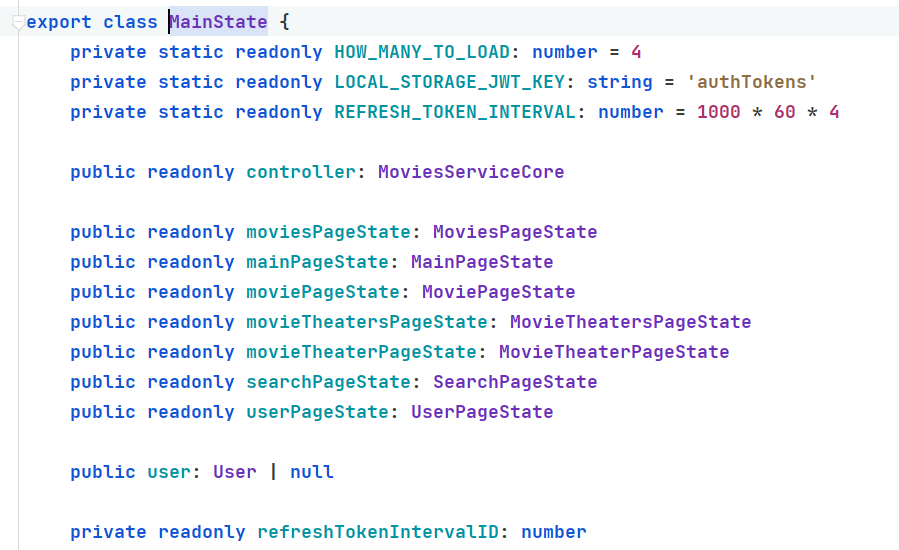 export class MainState {
private static readonly HOW_MANY_TO_LOAD: number = 4
private static readonly LOCAL_STORAGE_JWT_KEY: string = 'authTokens'
private static readonly REFRESH_TOKEN_INTERVAL: number = 1000 * 60 * 4
public readonly controller: MoviesServiceCore
public readonly moviesPageState: MoviesPageState
public readonly mainPageState: MainPageState
public readonly moviePageState: MoviePageState
public readonly movieTheatersPageState: MovieTheatersPageState
public readonly movieTheaterPageState: MovieTheaterPageState
public readonly searchPageState: SearchPageState
public readonly userPageState: UserPageState
public user: User | null
private readonly refreshTokenIntervalID: number